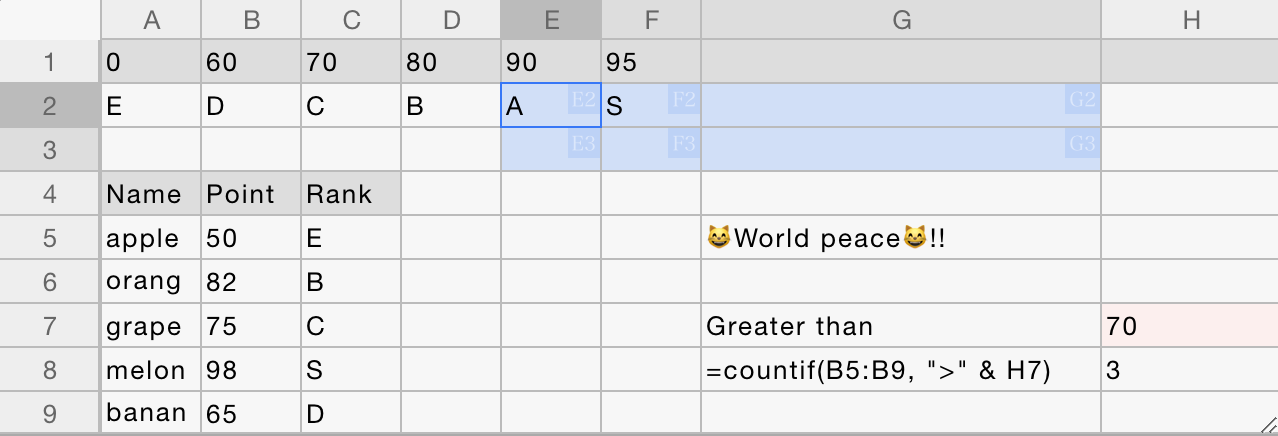 A B C D E F G H
1 0 60 70 80 90 95
2 E D C B A E2 S F2 G2
3 E3 F3 G3
4 Name Point Rank
5 apple 50 E 😸World peace😸!!
6 orang 82 B
7 grape 75 C Greater than 70
8 melon 98 S =countif(B5:B9, ">" & H7) 3
9 banan 65 D